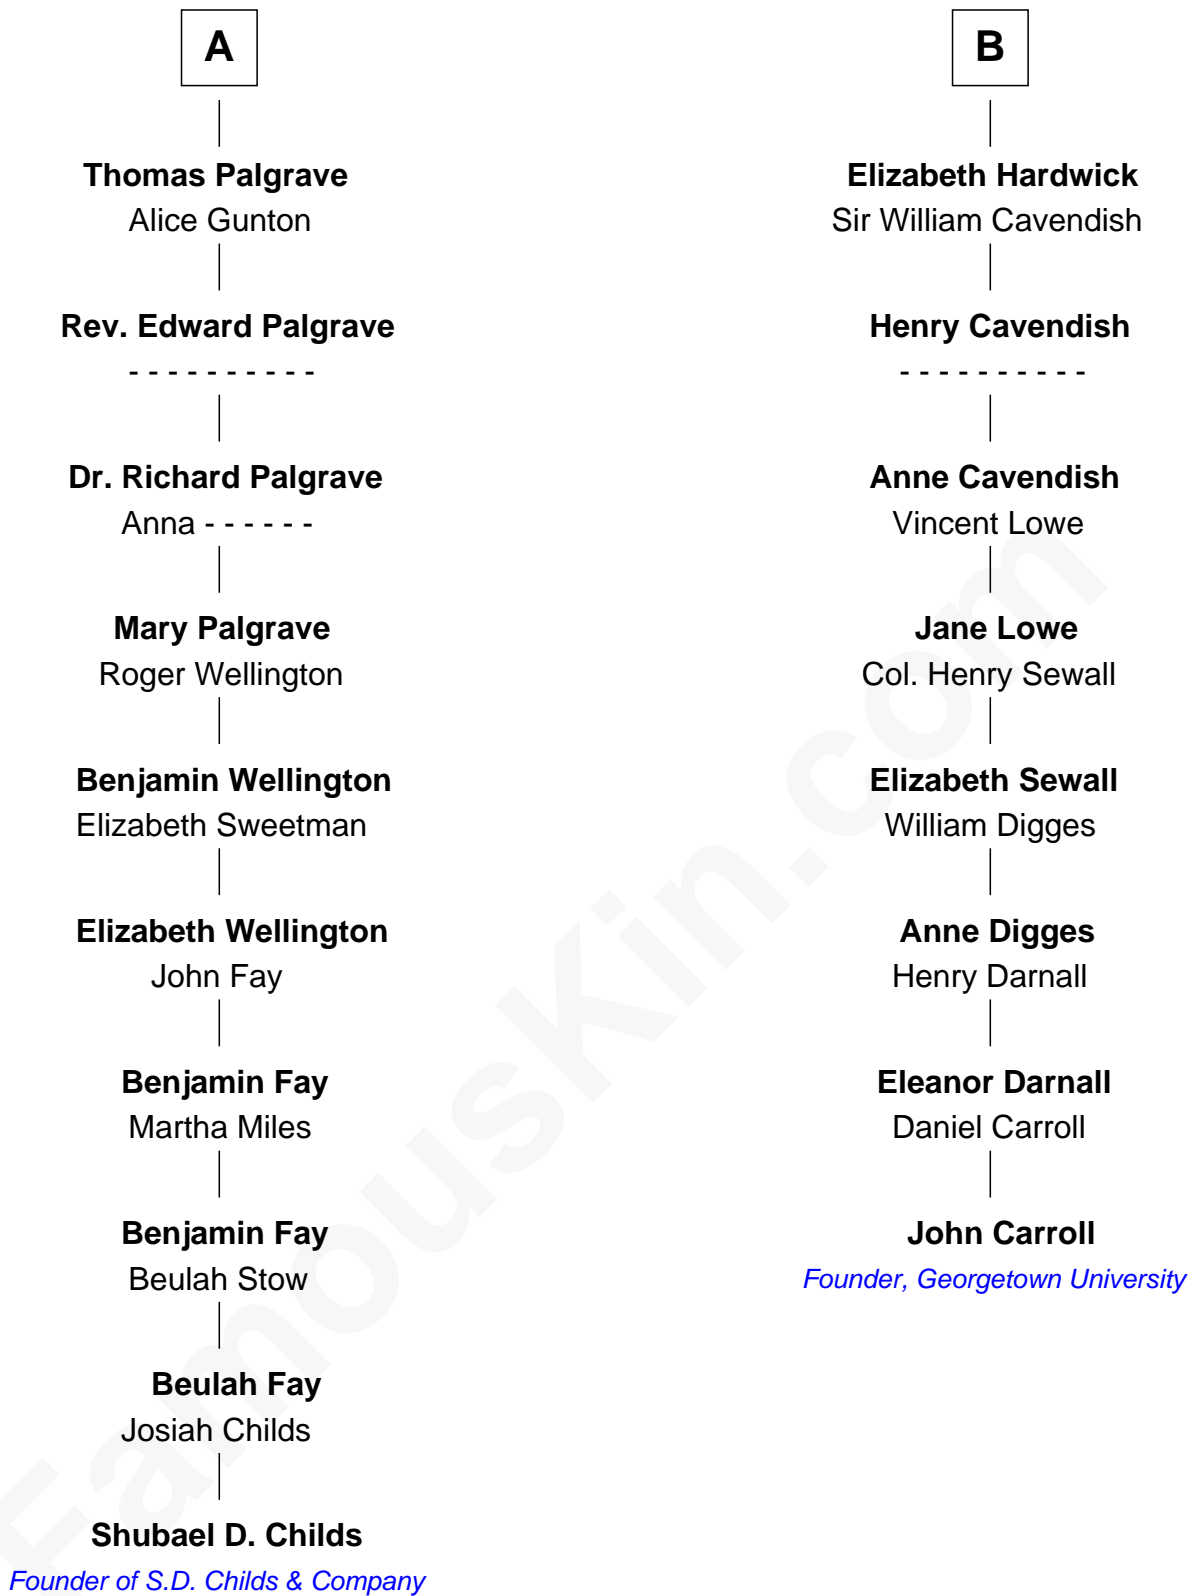 A
Thomas Palgrave
Alice Gunton
Rev. Edward Palgrave
- - - - - - - - - -
Dr. Richard Palgrave
Anna - - - - - -
Mary Palgrave
Roger Wellington
Benjamin Wellington
Elizabeth Sweetman
Elizabeth Wellington
John Fay
Benjamin Fay
Martha Miles
Benjamin Fay
Beulah Stow
Beulah Fay
Josiah Childs
Shubael D. Childs
Founder of S.D. Childs & Company
B
Elizabeth Hardwick
Sir William Cavendish
Henry Cavendish
- - - - - - - - - -
Anne Cavendish
Vincent Lowe
Jane Lowe
Col. Henry Sewall
Elizabeth Sewall
William Digges
Anne Digges
Henry Darnall
Eleanor Darnall
Daniel Carroll
John Carroll
Founder, Georgetown University
FamousKin.com